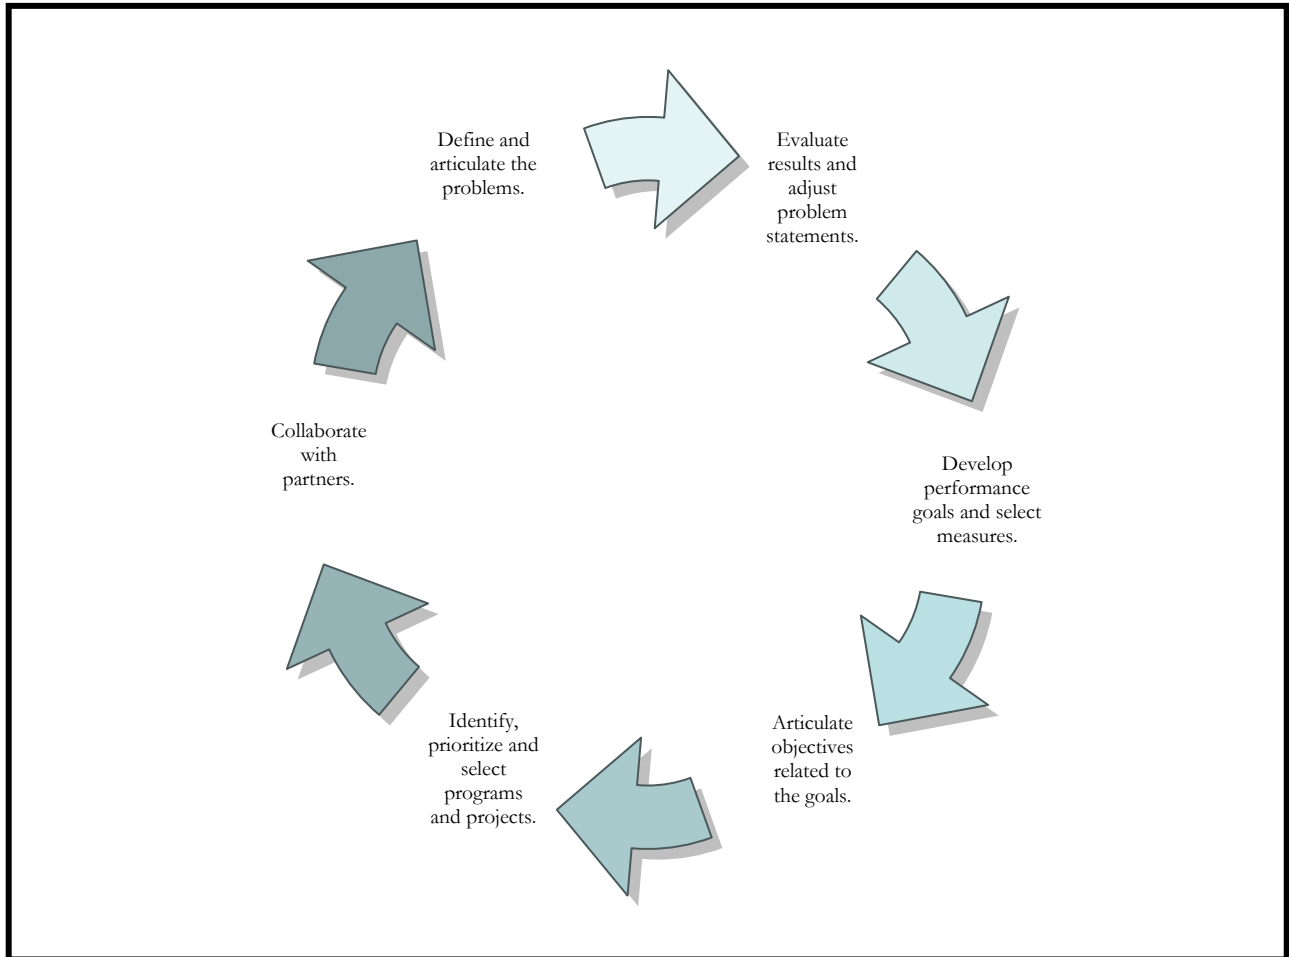 Define and
articulate the
problems.
Evaluate
results and
adjust
problem
statements.
Develop
performance
goals and select
measures.
Articulate
objectives
related to
the goals.
Identify,
prioritize and
select
programs
and projects.
Collaborate
with
partners.